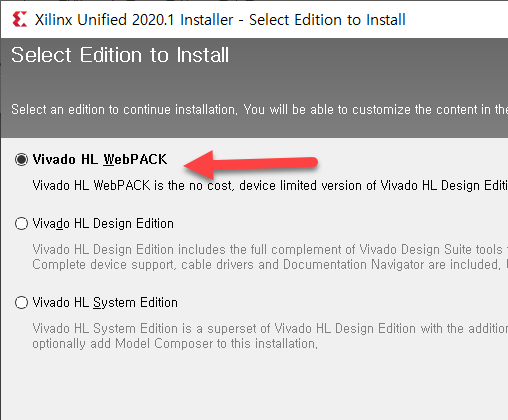 Xilinx Unified 2020.1 Installer - Select Edition to Install
Select Edition to Install
Select an edition to continue installation. You will be able to customize the content in the
Vivado HL WebPACK
Vivado HL WebPACK is the no cost, device limited version of Vivado HL Design Editi
Vivado HL Design Edition
Vivado HL Design Edition includes the full complement of Vivado Design Suite tools
Complete device support, cable drivers and Documentation Navigator are included.
Vivado HL System Edition
Vivado HL System Edition is a superset of Vivado HL Design Edition with the addition
optionally add Model Composer to this installation.